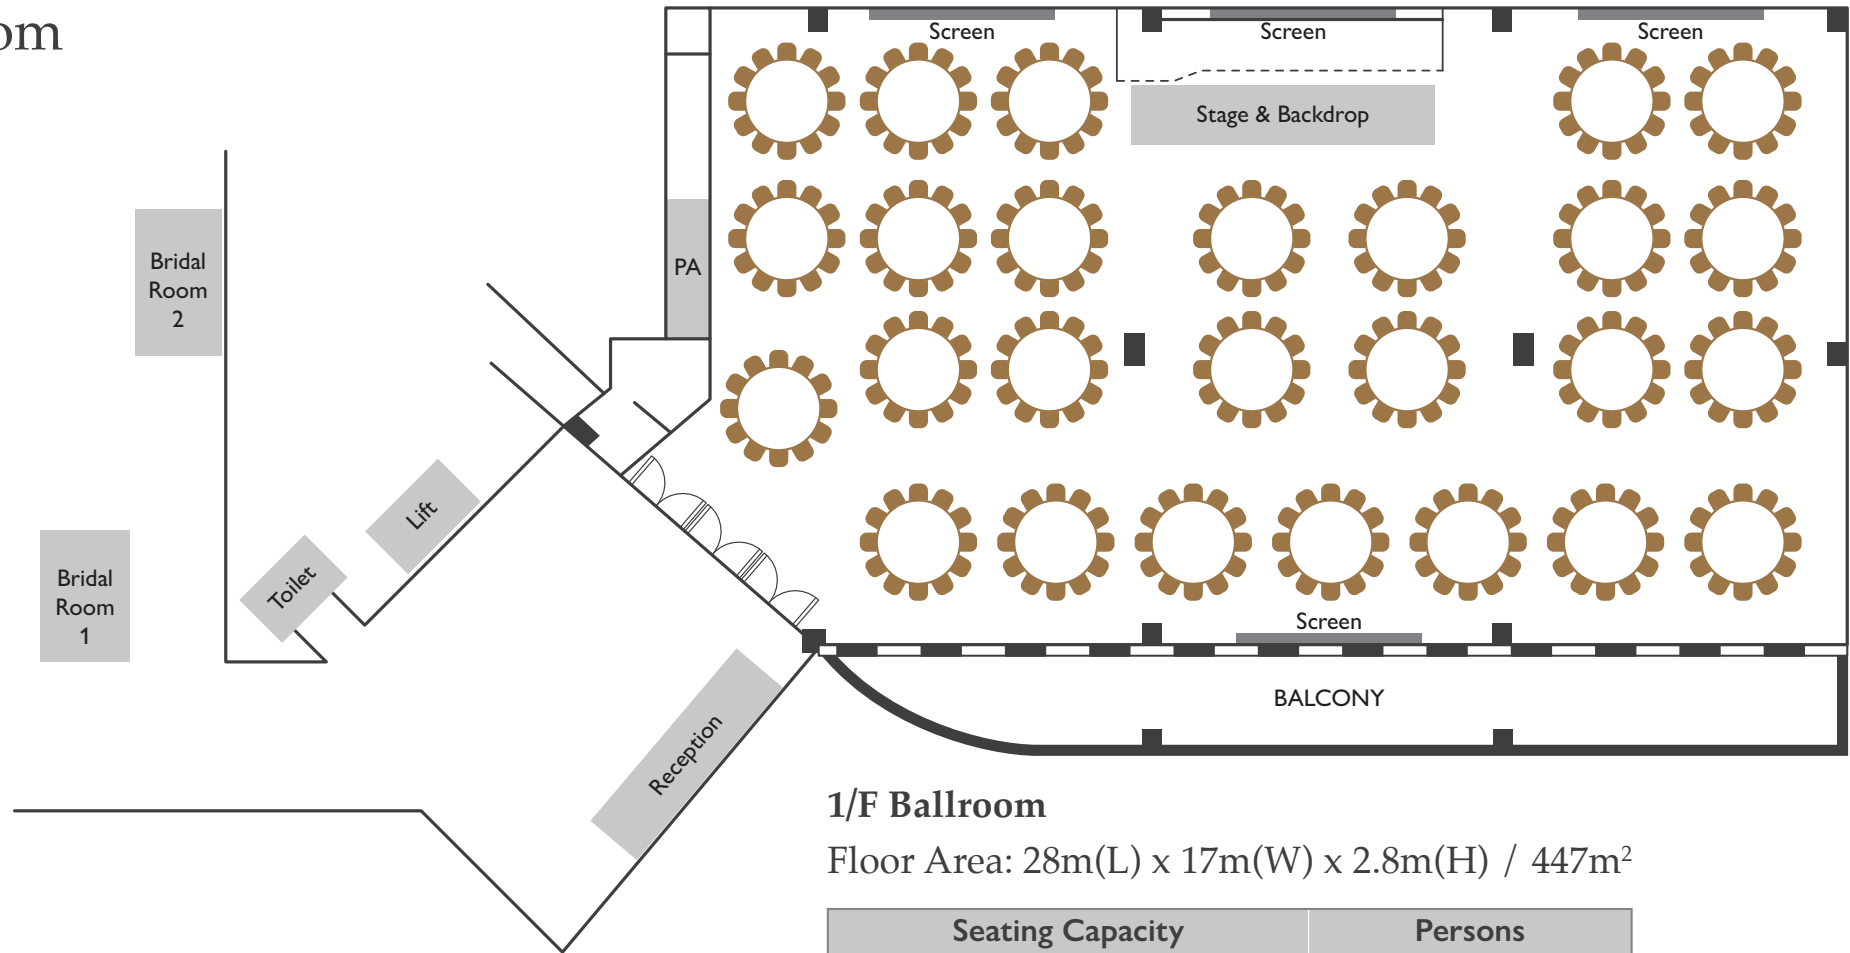 om
Screen
Screen
Screen
Stage & Backdrop
Bridal
Room
2
PA
Lift
Toilet
Bridal
Room
1
Screen
BALCONY
Reception
1/F Ballroom
Floor Area: 28m(L) x 17m(W) x 2.8m(H) / 447m²
Seating Capacity Persons